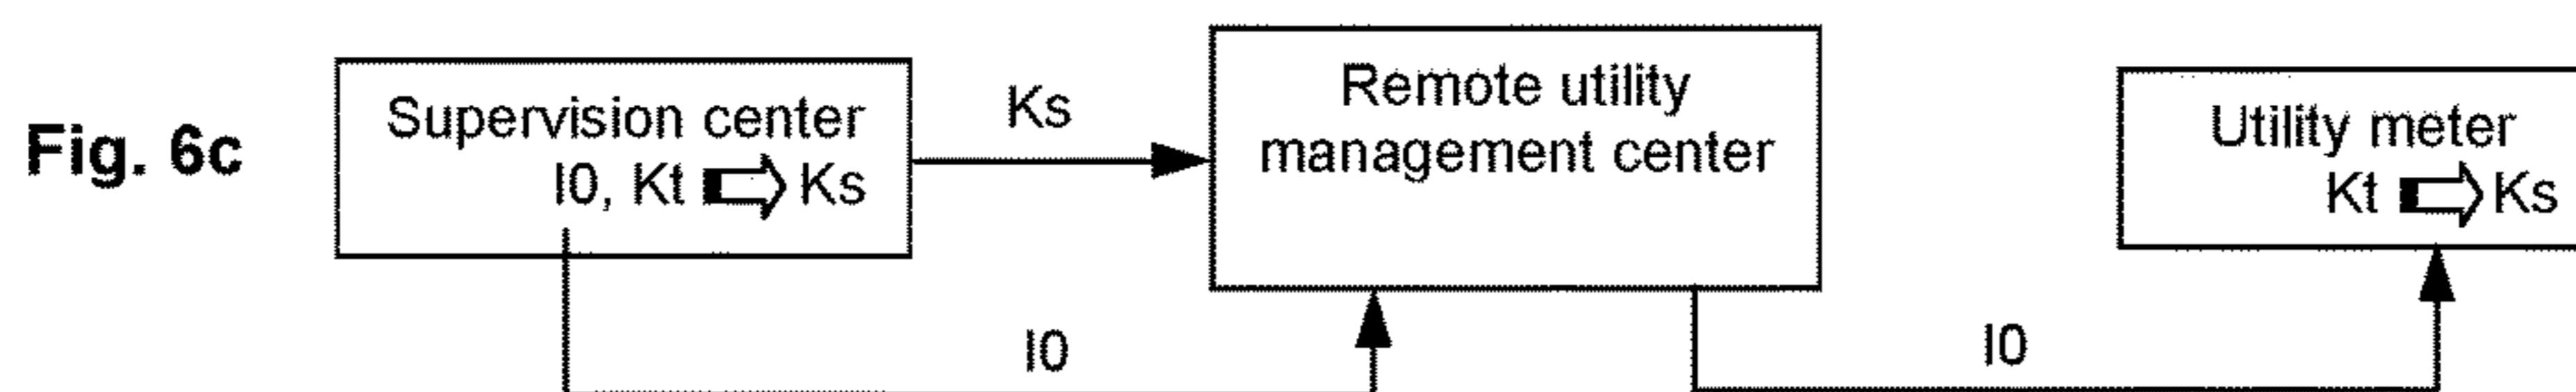 Fig. 6c
Supervision center
I0, Kt ⇨ Ks
Ks
Remote utility
management center
Utility meter
Kt ⇨ Ks
I0
I0